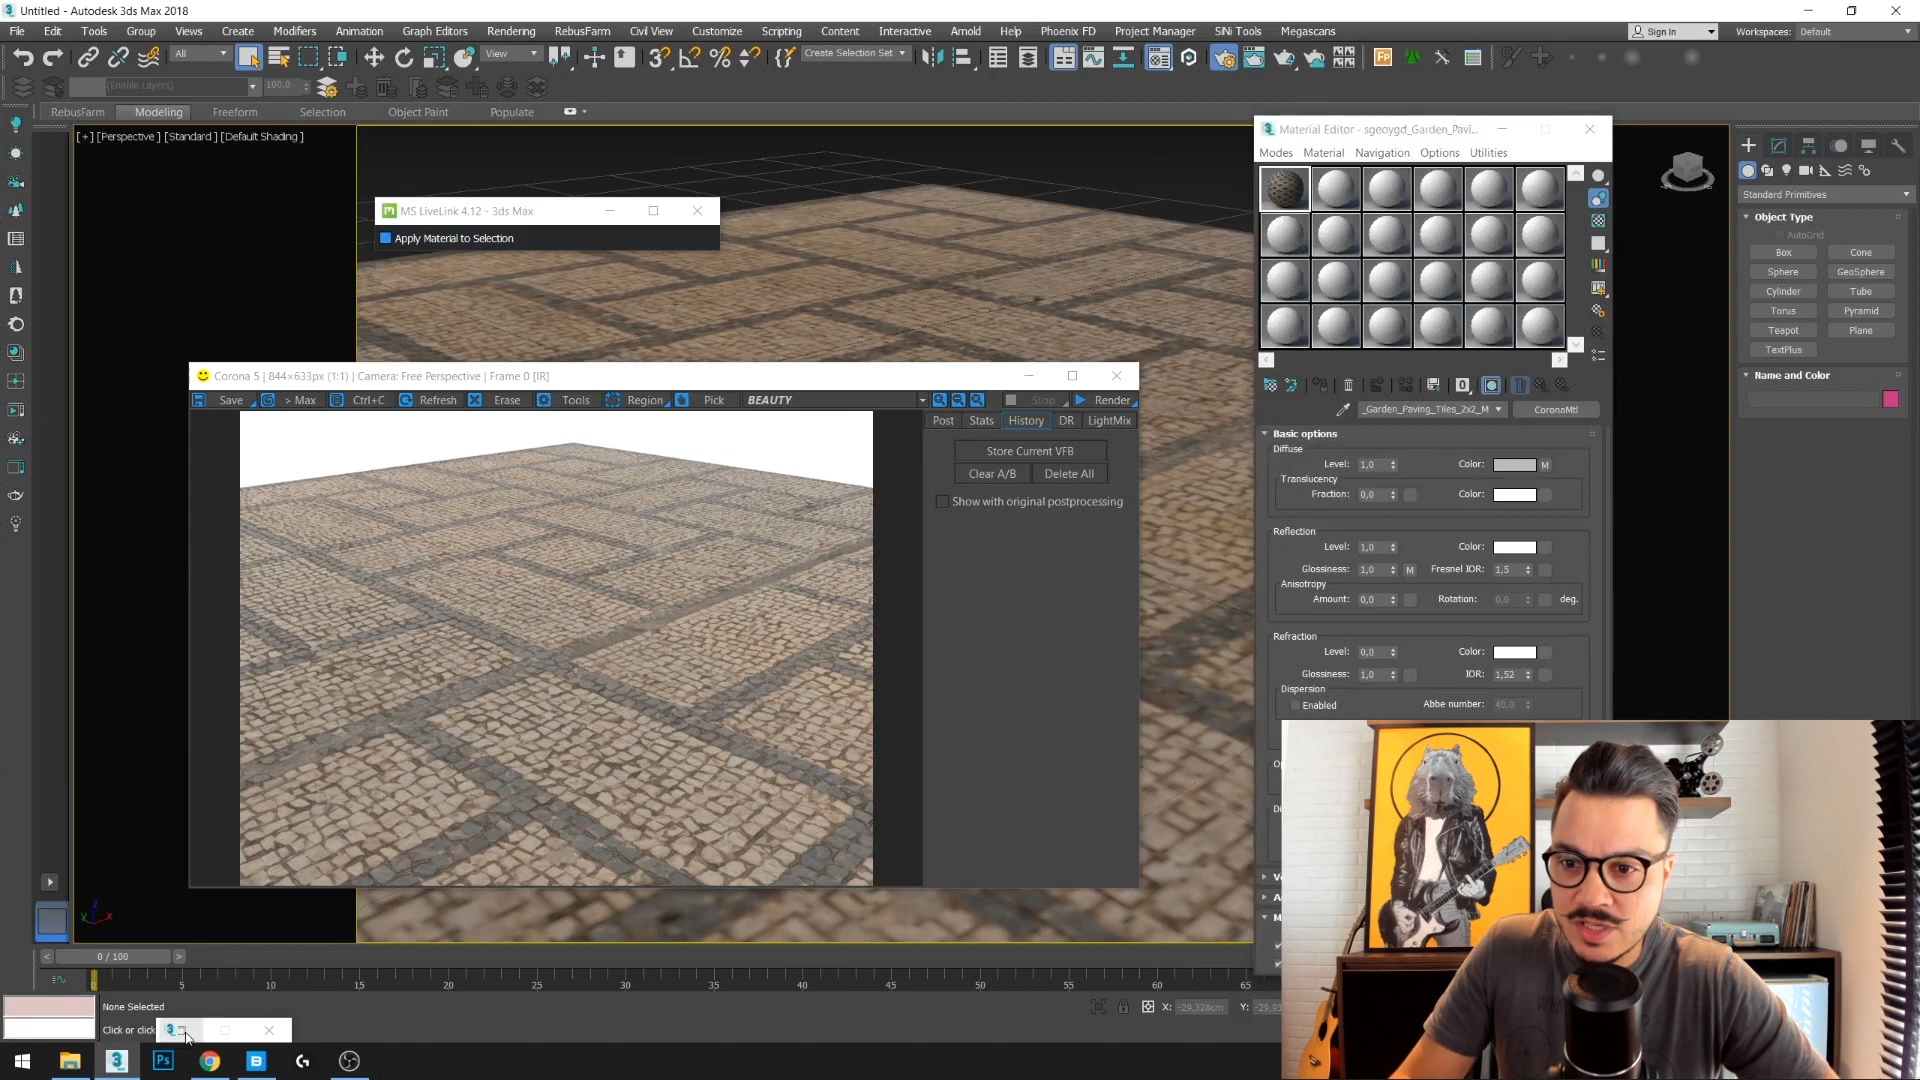 Untitled - Autodesk 3ds Max 2018
File Edit Tools Group Views Create Modifiers Animation Graph Editors Rendering RebusFarm Civil View Customize Scripting Content Interactive Arnold Help Phoenix FD Project Manager SiNi Tools Megascans
Sign In
Workspaces: Default
All
View
Create Selection Set
(Enable Layers) 100,0
RebusFarm Modeling Freeform Selection Object Paint Populate
[+] [Perspective ] [Standard ] [Default Shading ]
MS LiveLink 4.12 - 3ds Max
Apply Material to Selection
Corona 5 | 844×633px (1:1) | Camera: Free Perspective | Frame 0 [IR]
Save > Max Ctrl+C Refresh Erase Tools Region Pick BEAUTY Stop Render
Post Stats History DR LightMix
Store Current VFB
Clear A/B Delete All
Show with original postprocessing
Material Editor - sgeoygd_Garden_Pavi...
Modes Material Navigation Options Utilities
0
_Garden_Paving_Tiles_2x2_M CoronaMtl
Basic options
Diffuse
Level: 1,0 Color: M
Translucency
Fraction: 0,0 Color:
Reflection
Level: 1,0 Color:
Glossiness: 1,0 M Fresnel IOR: 1,5
Anisotropy
Amount: 0,0 Rotation: 0,0 deg.
Refraction
Level: 0,0 Color:
Glossiness: 1,0 IOR: 1,52
Dispersion
Enabled Abbe number: 40,0
Standard Primitives
Object Type
AutoGrid
Box Cone
Sphere GeoSphere
Cylinder Tube
Torus Pyramid
Teapot Plane
TextPlus
Name and Color
z
y x
< 0 / 100 >
0 5 10 15 20 25 30 35 40 45 50 55 60 65
None Selected
X: -29,328cm Y:
Click or click
3
Ps
B